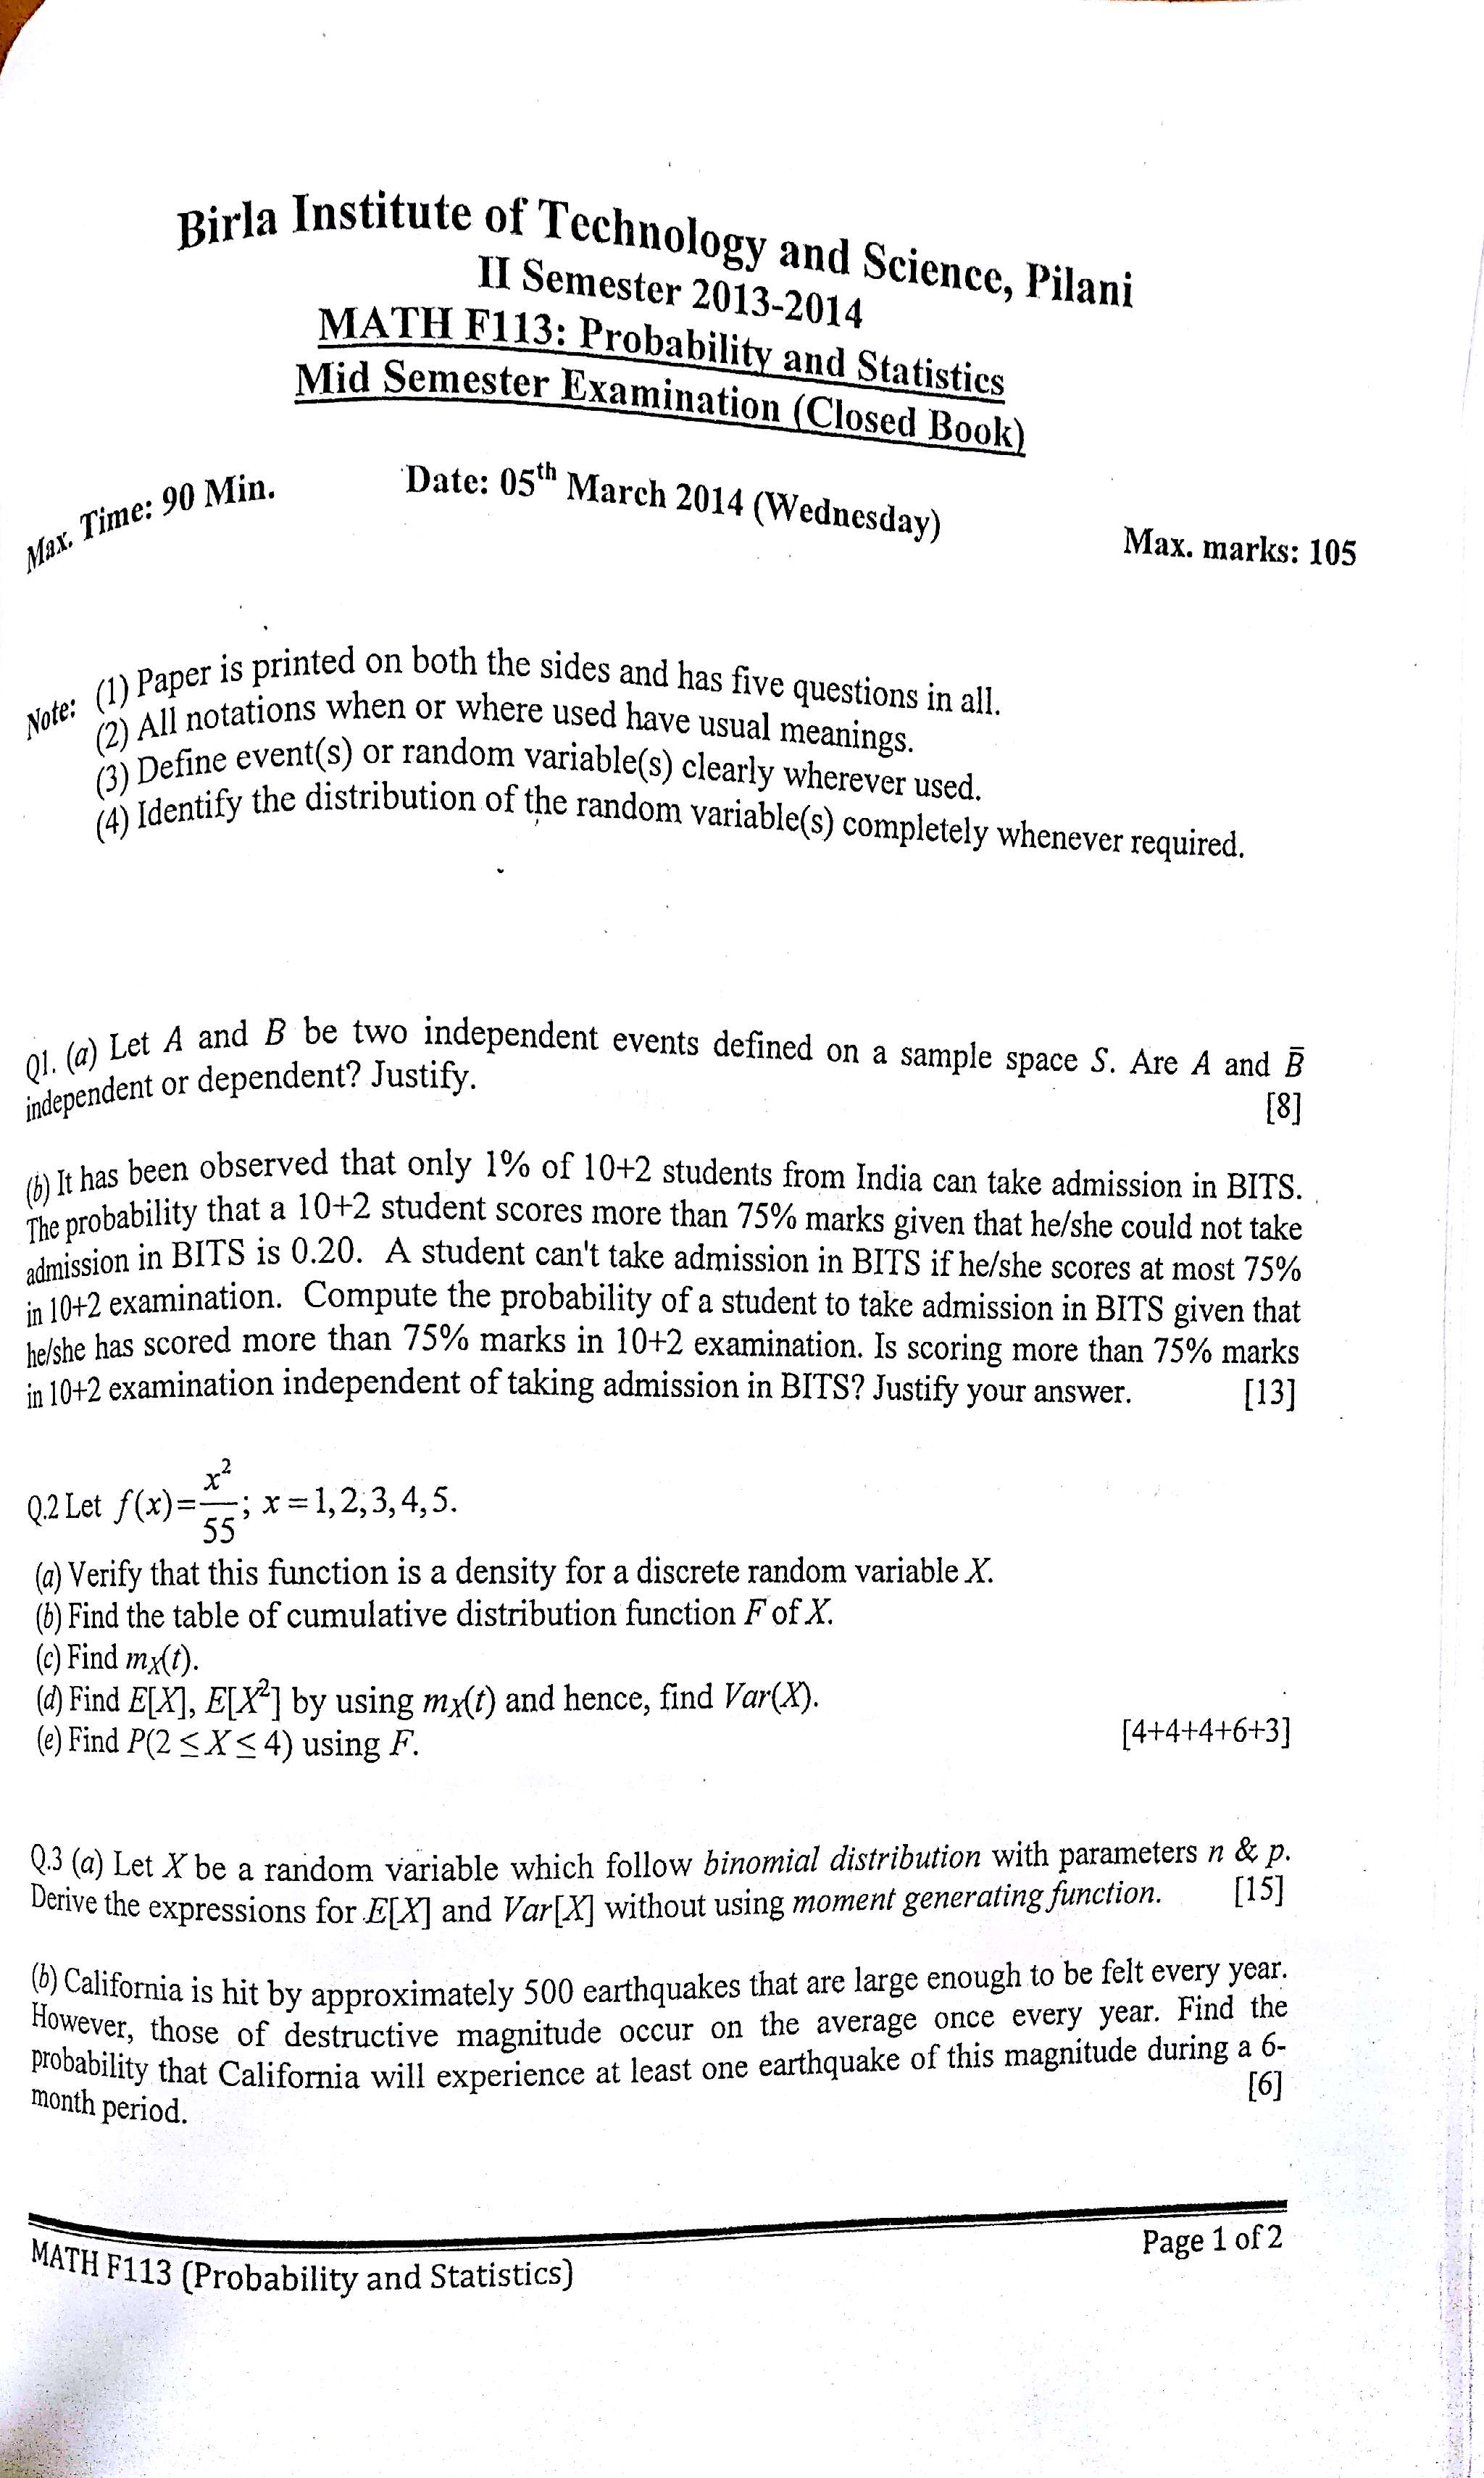 Birla Institute of Technology and Science, Pilani
II Semester 2013-2014
MATH F113: Probability and Statistics
Mid Semester Examination (Closed Book)
Max. Time: 90 Min. Date: 05th March 2014 (Wednesday) Max. marks: 105
Note: (1) Paper is printed on both the sides and has five questions in all.
(2) All notations when or where used have usual meanings.
(3) Define event(s) or random variable(s) clearly wherever used.
(4) Identify the distribution of the random variable(s) completely whenever required.
Q1. (a) Let A and B be two independent events defined on a sample space S. Are A and B̅
independent or dependent? Justify. [8]
(b) It has been observed that only 1% of 10+2 students from India can take admission in BITS.
The probability that a 10+2 student scores more than 75% marks given that he/she could not take
admission in BITS is 0.20. A student can't take admission in BITS if he/she scores at most 75%
in 10+2 examination. Compute the probability of a student to take admission in BITS given that
he/she has scored more than 75% marks in 10+2 examination. Is scoring more than 75% marks
in 10+2 examination independent of taking admission in BITS? Justify your answer. [13]
Q.2 Let f(x)=x²/55; x=1,2,3,4,5.
(a) Verify that this function is a density for a discrete random variable X.
(b) Find the table of cumulative distribution function F of X.
(c) Find mX(t).
(d) Find E[X], E[X²] by using mX(t) and hence, find Var(X).
(e) Find P(2 ≤ X ≤ 4) using F. [4+4+4+6+3]
Q.3 (a) Let X be a random variable which follow binomial distribution with parameters n & p.
Derive the expressions for E[X] and Var[X] without using moment generating function. [15]
(b) California is hit by approximately 500 earthquakes that are large enough to be felt every year.
However, those of destructive magnitude occur on the average once every year. Find the
probability that California will experience at least one earthquake of this magnitude during a 6-
month period. [6]
MATH F113 (Probability and Statistics) Page 1 of 2